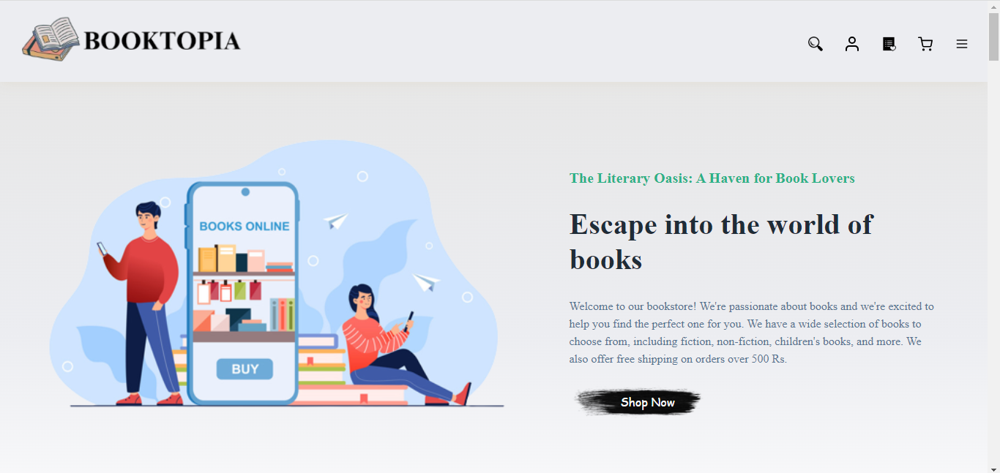 BOOKTOPIA
BOOKS ONLINE
BUY
The Literary Oasis: A Haven for Book Lovers
Escape into the world of
books
Welcome to our bookstore! We're passionate about books and we're excited to
help you find the perfect one for you. We have a wide selection of books to
choose from, including fiction, non-fiction, children's books, and more. We
also offer free shipping on orders over 500 Rs.
Shop Now